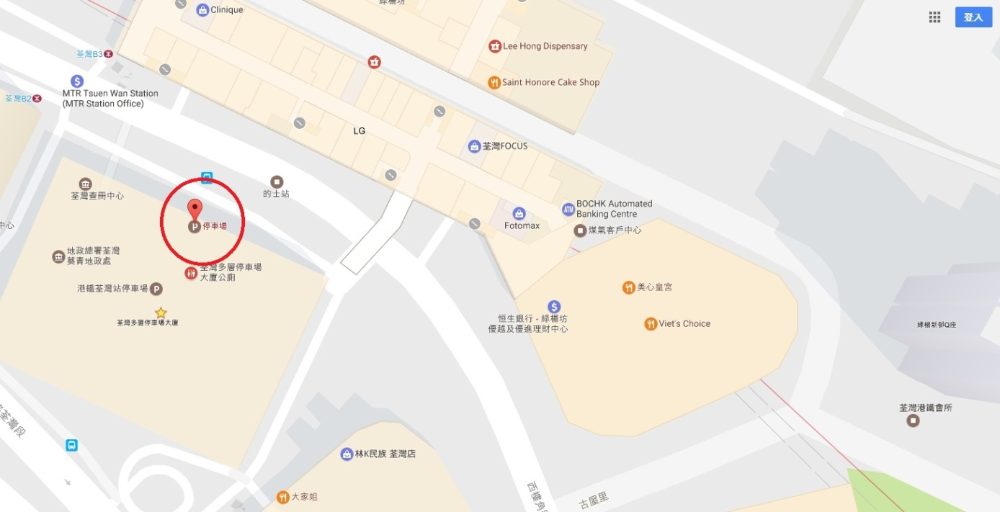 綠楊坊
Clinique
登入
Lee Hong Dispensary
荃灣B3
$
MTR Tsuen Wan Station
(MTR Station Office)
Saint Honore Cake Shop
荃灣B2
LG
荃灣FOCUS
荃灣查冊中心
的士站
BOCHK Automated
Banking Centre
ATM
Fotomax
煤氣客戶中心
中心
P
停車場
地政總署荃灣
葵青地政處
荃灣多層停車場
大廈公廁
港鐵荃灣站停車場
P
美心皇宮
$
恒生銀行 - 綠楊坊
優越及優進理財中心
Viet's Choice
荃灣多層停車場大廈
綠楊新邨Q座
荃灣港鐵會所
荃灣段
林K民族 荃灣店
大家姐
西樓角
古屋里